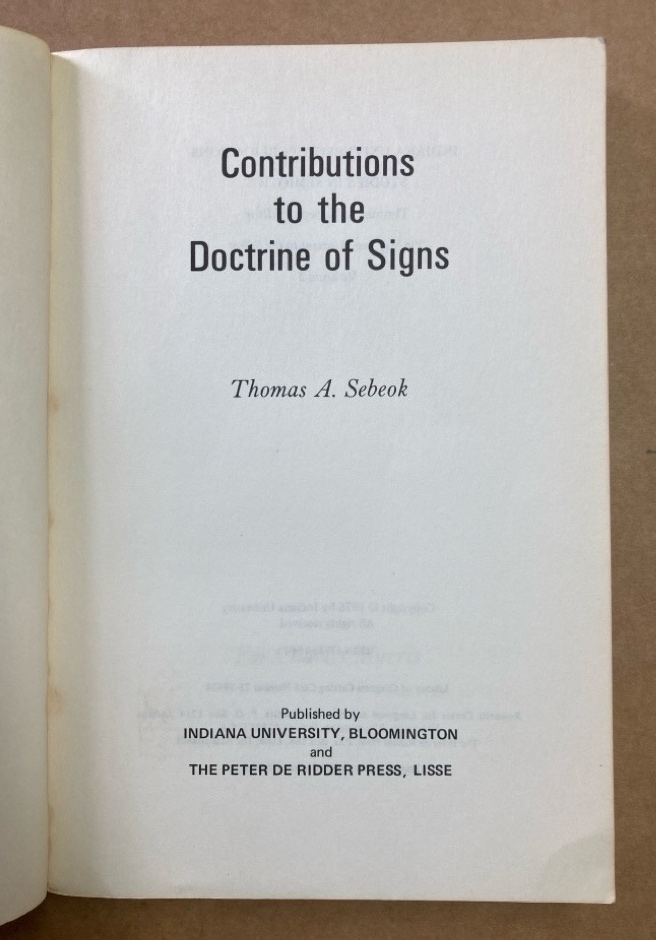 Contributions
to the
Doctrine of Signs
Thomas A. Sebeok
Published by
INDIANA UNIVERSITY, BLOOMINGTON
and
THE PETER DE RIDDER PRESS, LISSE